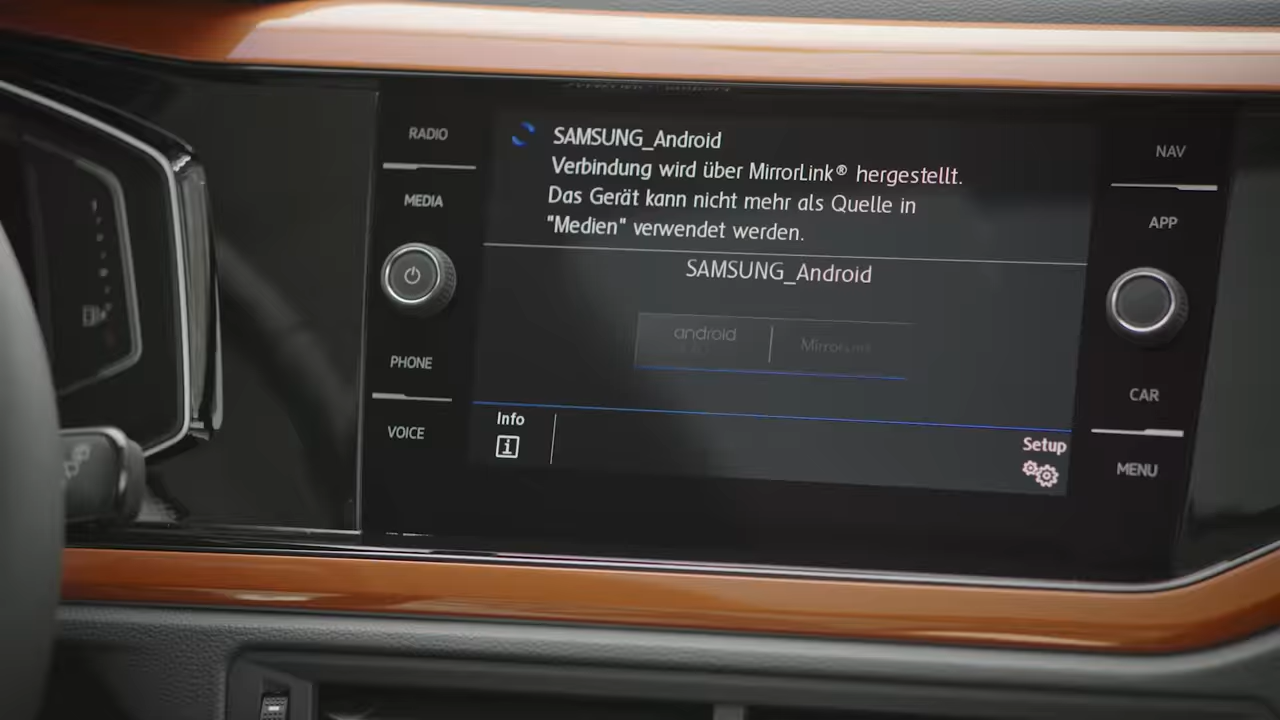 RADIO
MEDIA
PHONE
VOICE
SAMSUNG_Android
Verbindung wird über MirrorLink® hergestellt.
Das Gerät kann nicht mehr als Quelle in
"Medien" verwendet werden.
SAMSUNG_Android
android
MirrorLink
Info
Setup
NAV
APP
CAR
MENU